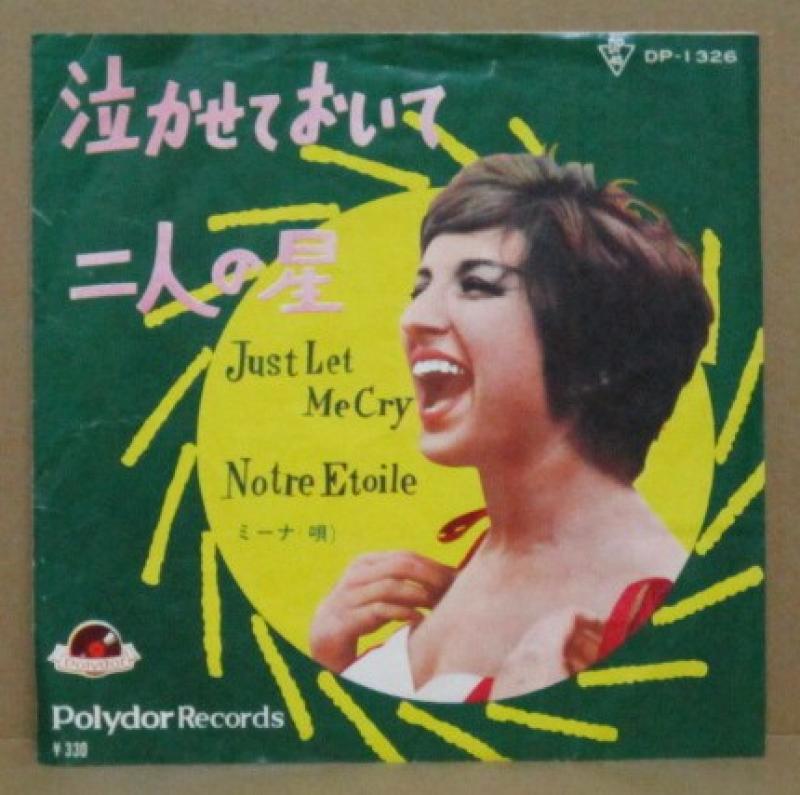 DP-1326
泣かせておいて
二人の星
Just Let
Me Cry
Notre Etoile
ミーナ(唄)
Polydor
Polydor Records
¥330